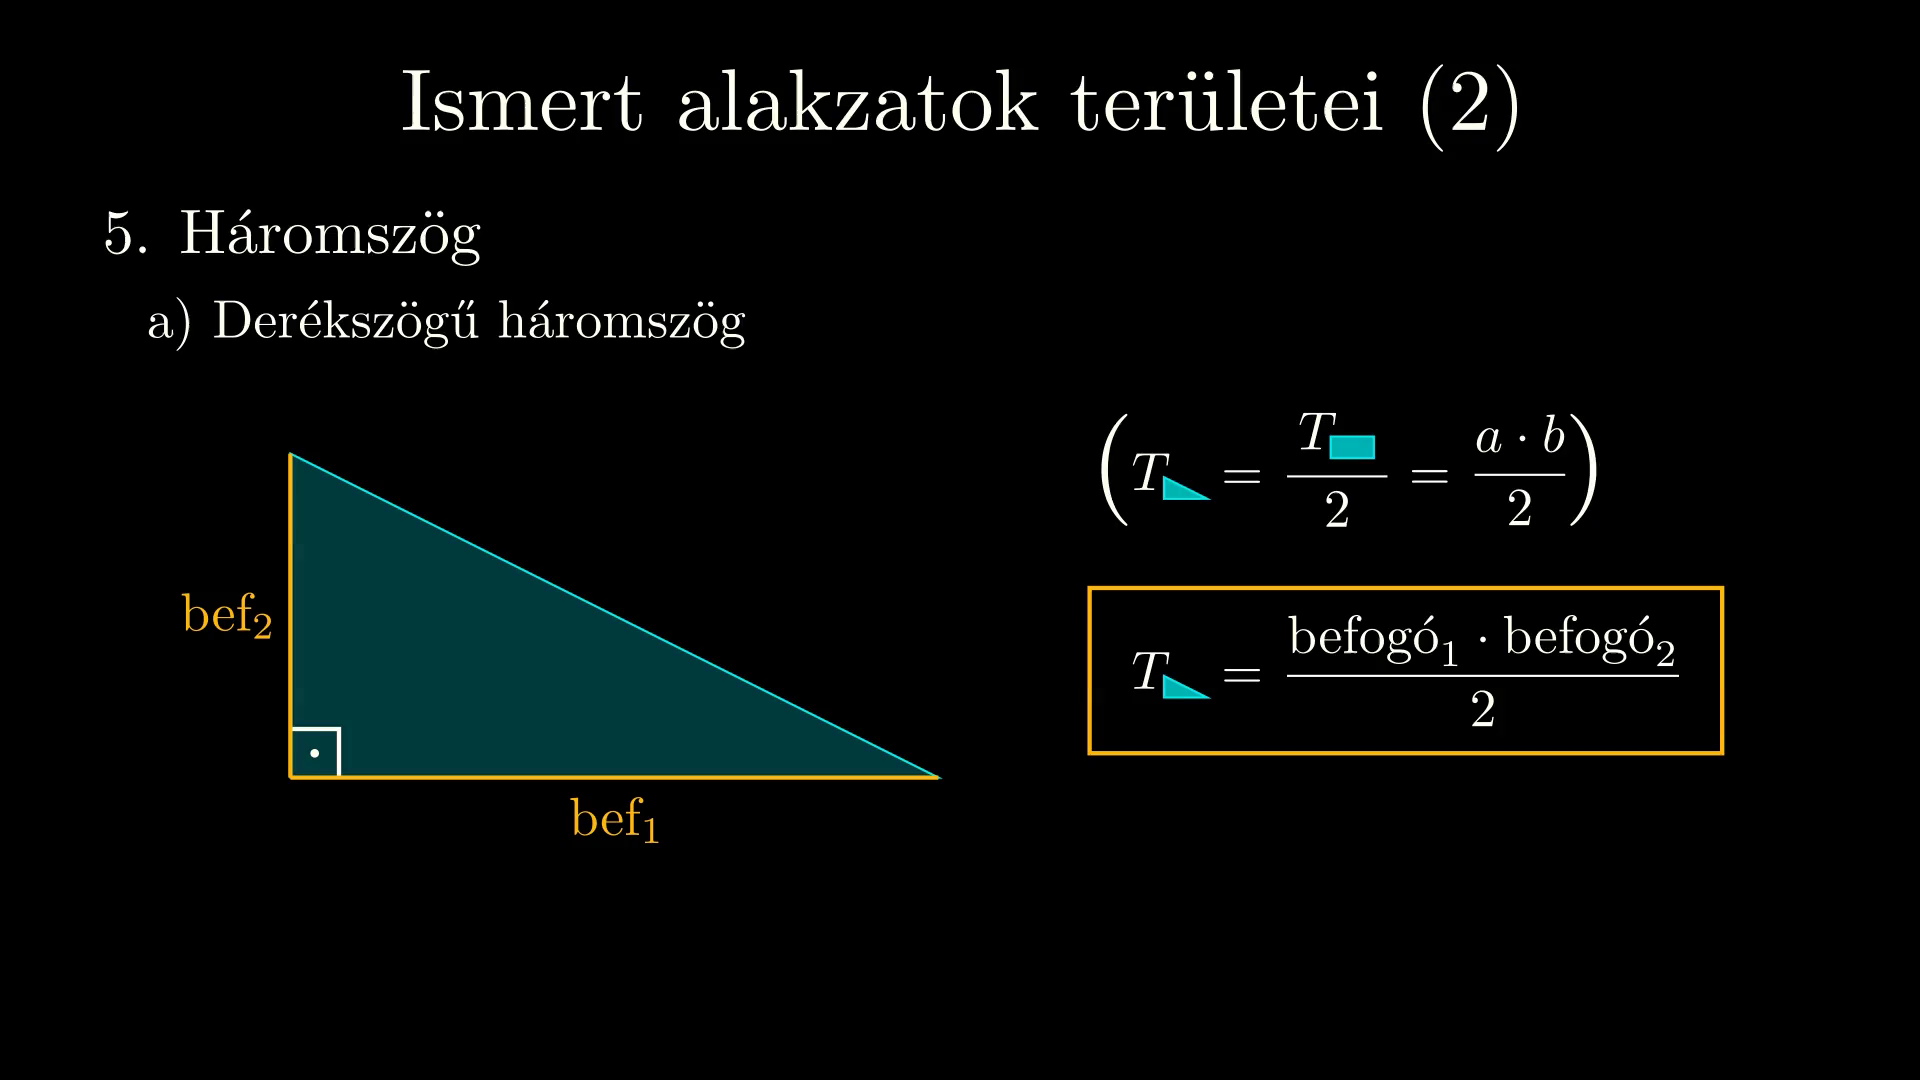 Ismert alakzatok területei (2)
5. Háromszög
a) Derékszögű háromszög
(T = T / 2 = a · b / 2)
bef₂
T = befogó₁ · befogó₂ / 2
bef₁